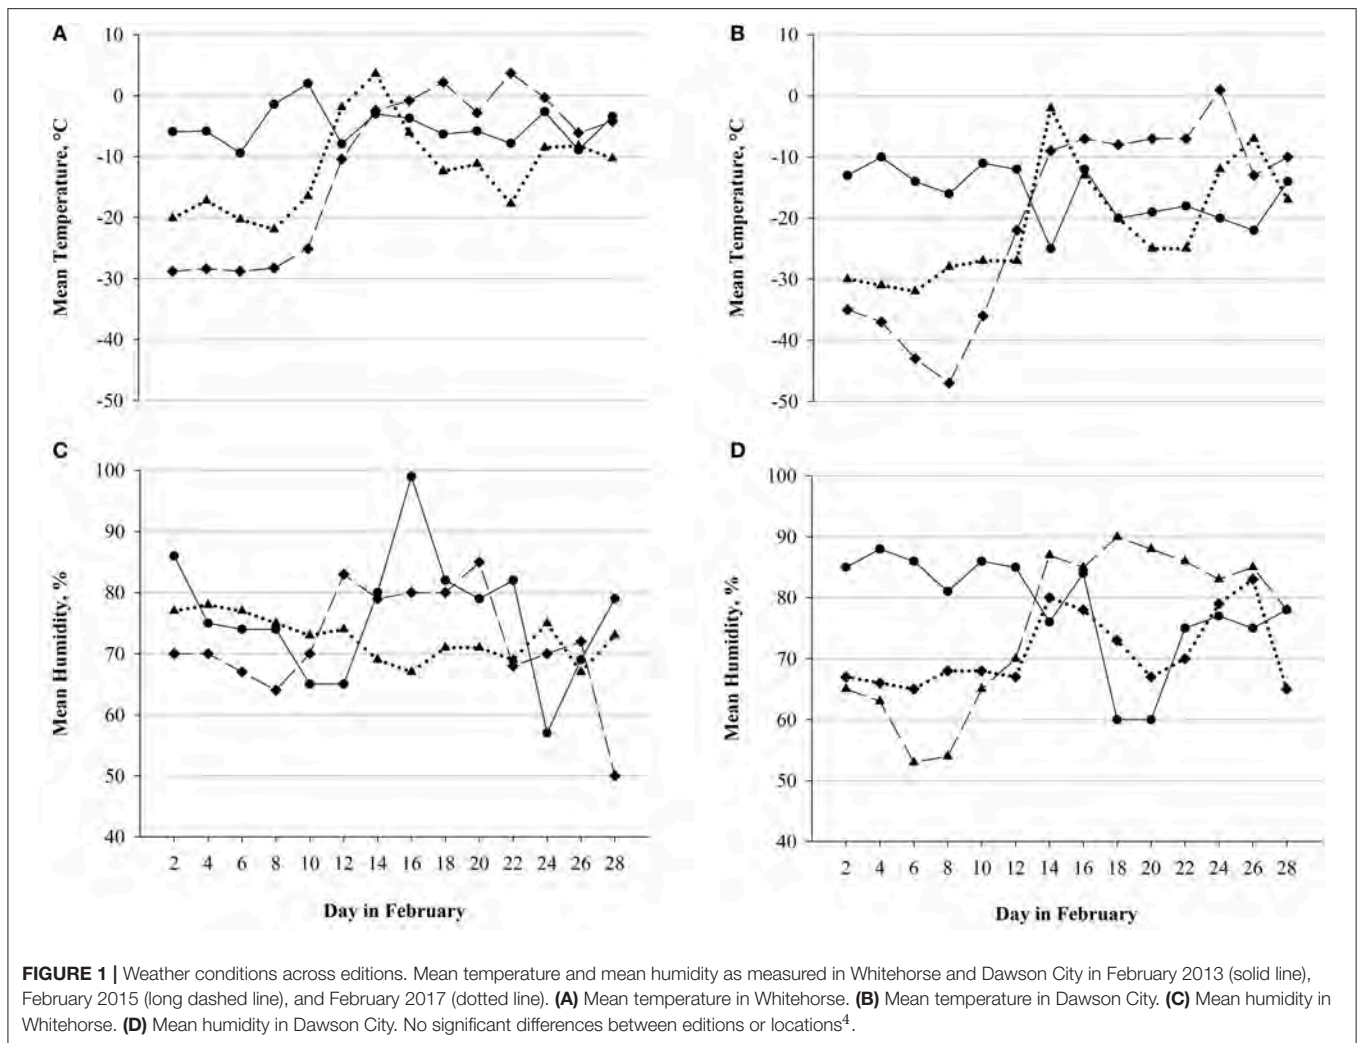 A
10
0
-10
-20
-30
-40
-50
Mean Temperature, °C
B
10
0
-10
-20
-30
-40
-50
Mean Temperature, °C
C
100
90
80
70
60
50
40
Mean Humidity, %
2 4 6 8 10 12 14 16 18 20 22 24 26 28
Day in February
D
100
90
80
70
60
50
40
Mean Humidity, %
2 4 6 8 10 12 14 16 18 20 22 24 26 28
Day in February
FIGURE 1 | Weather conditions across editions. Mean temperature and mean humidity as measured in Whitehorse and Dawson City in February 2013 (solid line),
February 2015 (long dashed line), and February 2017 (dotted line). (A) Mean temperature in Whitehorse. (B) Mean temperature in Dawson City. (C) Mean humidity in
Whitehorse. (D) Mean humidity in Dawson City. No significant differences between editions or locations⁴.